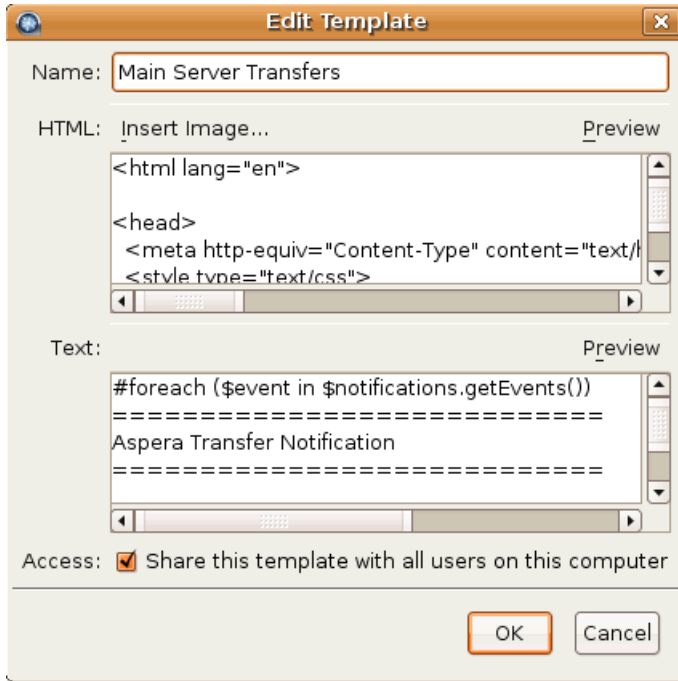 Edit Template
Name: Main Server Transfers
HTML: Insert Image... Preview
<html lang="en">
<head>
<meta http-equiv="Content-Type" content="text/h
<style type="text/css">
Text: Preview
#foreach ($event in $notifications.getEvents())
============================
Aspera Transfer Notification
============================
Access: Share this template with all users on this computer
OK Cancel